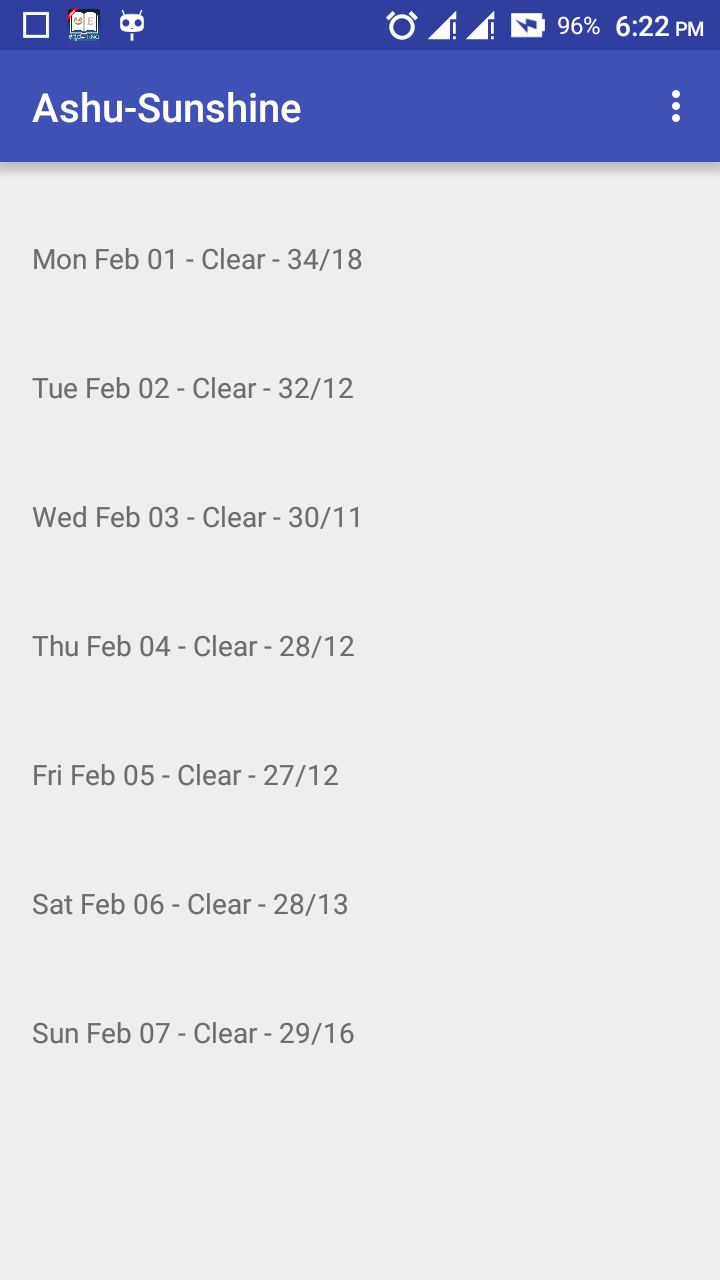 96% 6:22 PM
Ashu-Sunshine
Mon Feb 01 - Clear - 34/18
Tue Feb 02 - Clear - 32/12
Wed Feb 03 - Clear - 30/11
Thu Feb 04 - Clear - 28/12
Fri Feb 05 - Clear - 27/12
Sat Feb 06 - Clear - 28/13
Sun Feb 07 - Clear - 29/16